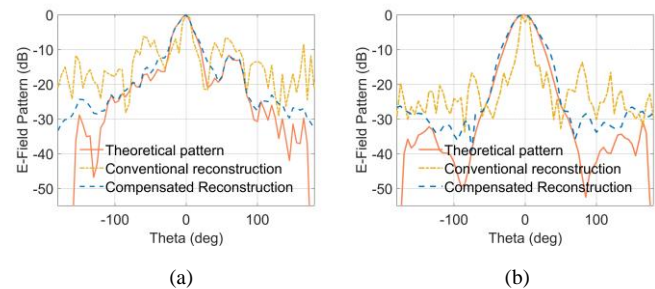 0
-10
-20
-30
-40
-50
E-Field Pattern (dB)
Theoretical pattern
Conventional reconstruction
Compensated Reconstruction
-100
0
100
Theta (deg)
(a)
0
-10
-20
-30
-40
-50
E-Field Pattern (dB)
Theoretical pattern
Conventional reconstruction
Compensated Reconstruction
-100
0
100
Theta (deg)
(b)